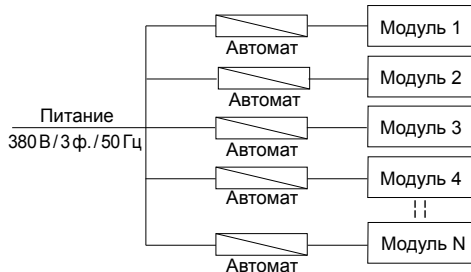 Модуль 1
Автомат
Модуль 2
Автомат
Питание
380 В / 3 ф. / 50 Гц
Модуль 3
Автомат
Модуль 4
Автомат
Модуль N
Автомат